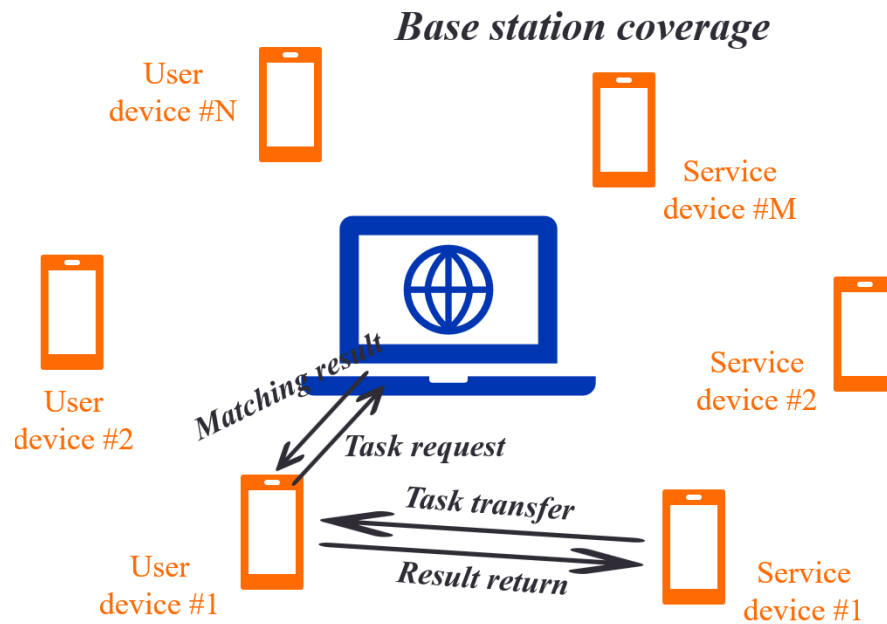 Base station coverage
User
device #N
Service
device #M
Matching result
Service
device #2
User
device #2
Task request
Task transfer
Result return
User
device #1
Service
device #1